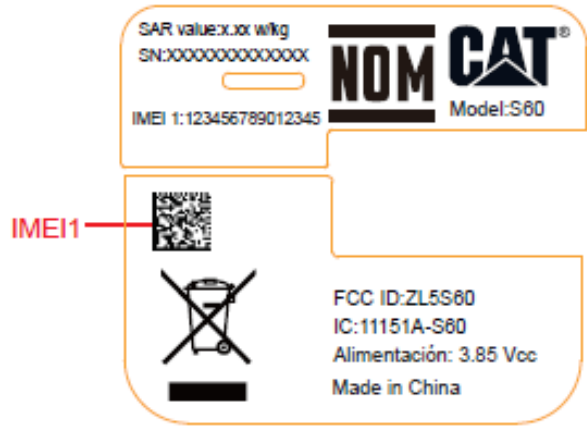 SAR value:x.xx w/kg
SN:XXXXXXXXXXXXXX
IMEI 1:123456789012345
NOM
CAT®
Model:S60
IMEI1
FCC ID:ZL5S60
IC:11151A-S60
Alimentación: 3.85 Vcc
Made in China